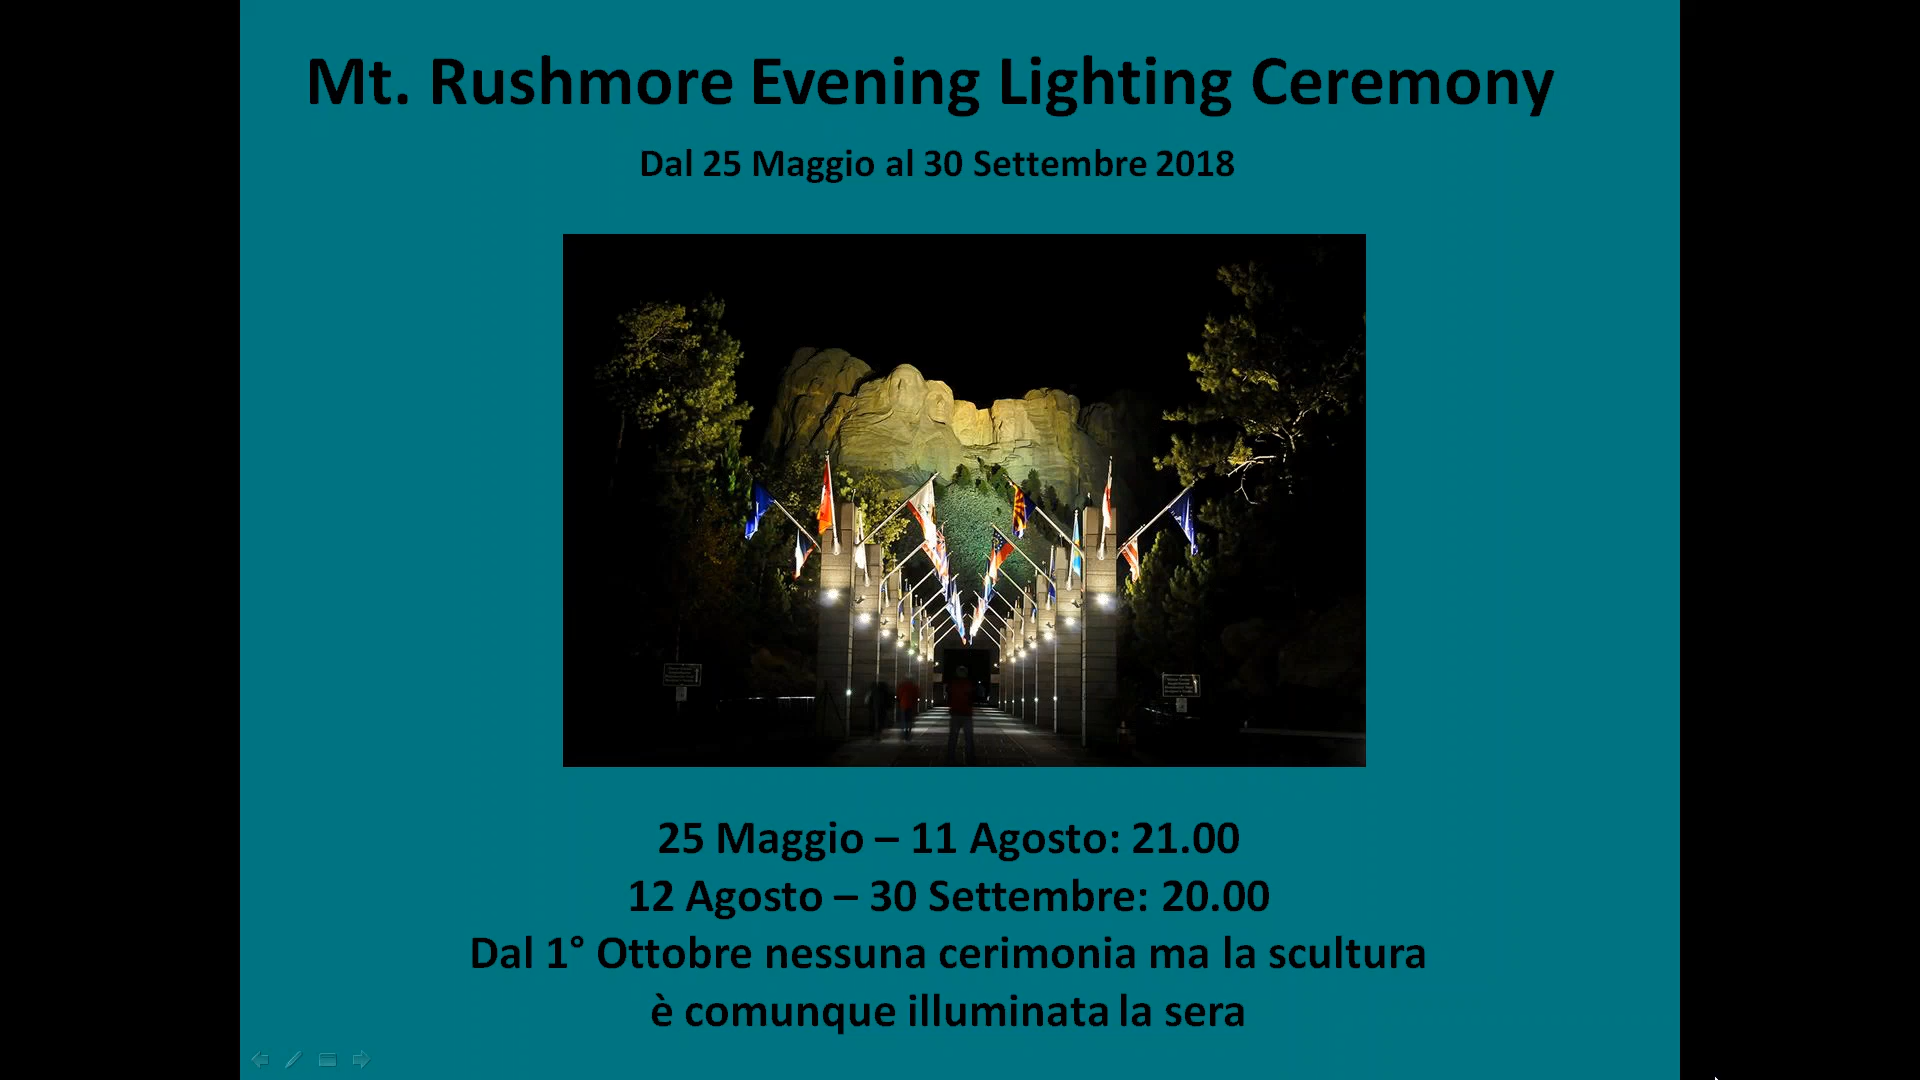 Mt. Rushmore Evening Lighting Ceremony
Dal 25 Maggio al 30 Settembre 2018
25 Maggio – 11 Agosto: 21.00
12 Agosto – 30 Settembre: 20.00
Dal 1° Ottobre nessuna cerimonia ma la scultura
è comunque illuminata la sera